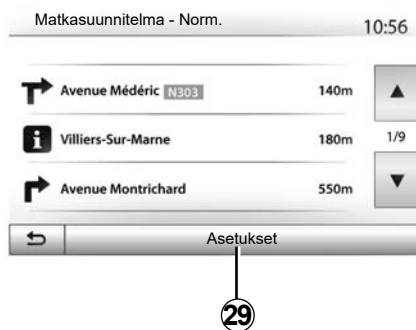 Matkasuunnitelma - Norm.
10:56
Avenue Médéric N303 140m
Villiers-Sur-Marne 180m
1/9
Avenue Montrichard 550m
Asetukset
29